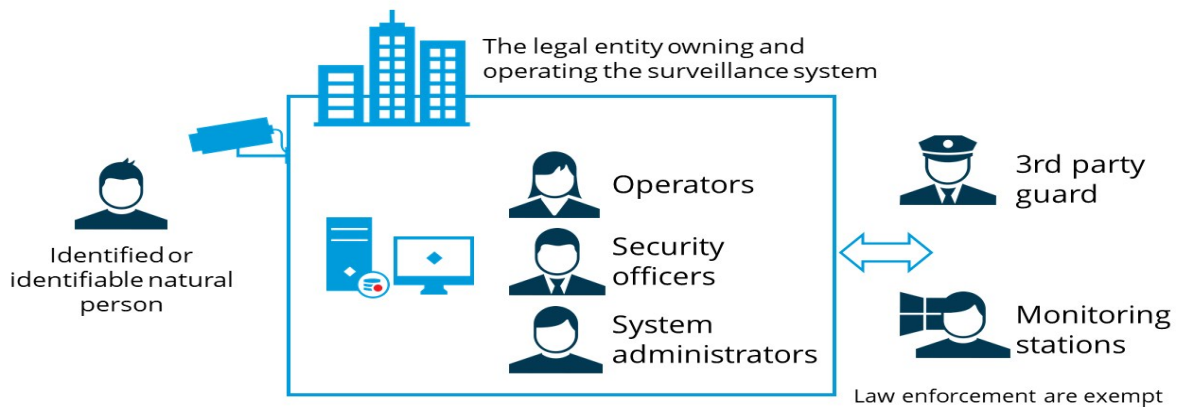 The legal entity owning and
operating the surveillance system
Identified or
identifiable natural
person
Operators
Security
officers
System
administrators
3rd party
guard
Monitoring
stations
Law enforcement are exempt